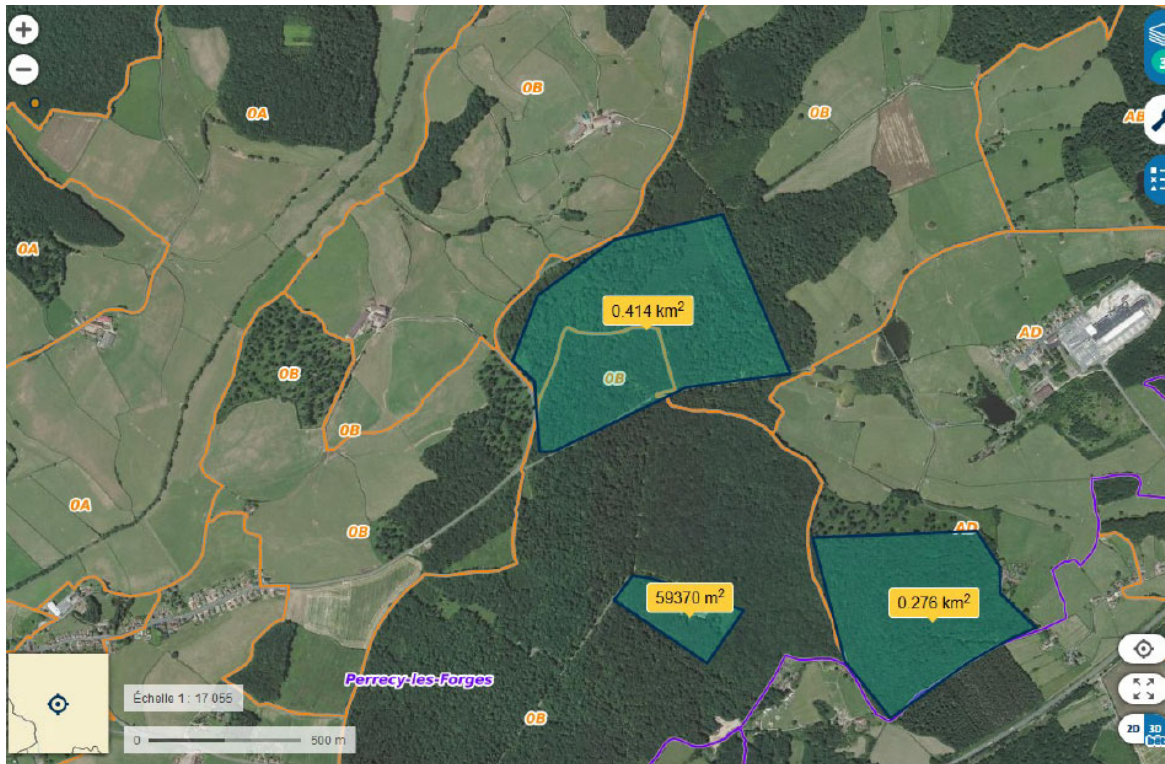 +
0B
0A
0B
AB
−
0A
0.414 km²
AD
0B
0B
0B
0A
0B
AD
59370 m²
0.276 km²
Perrecy-les-Forges
Échelle 1 : 17 055
0B
0 500 m
2D 3D